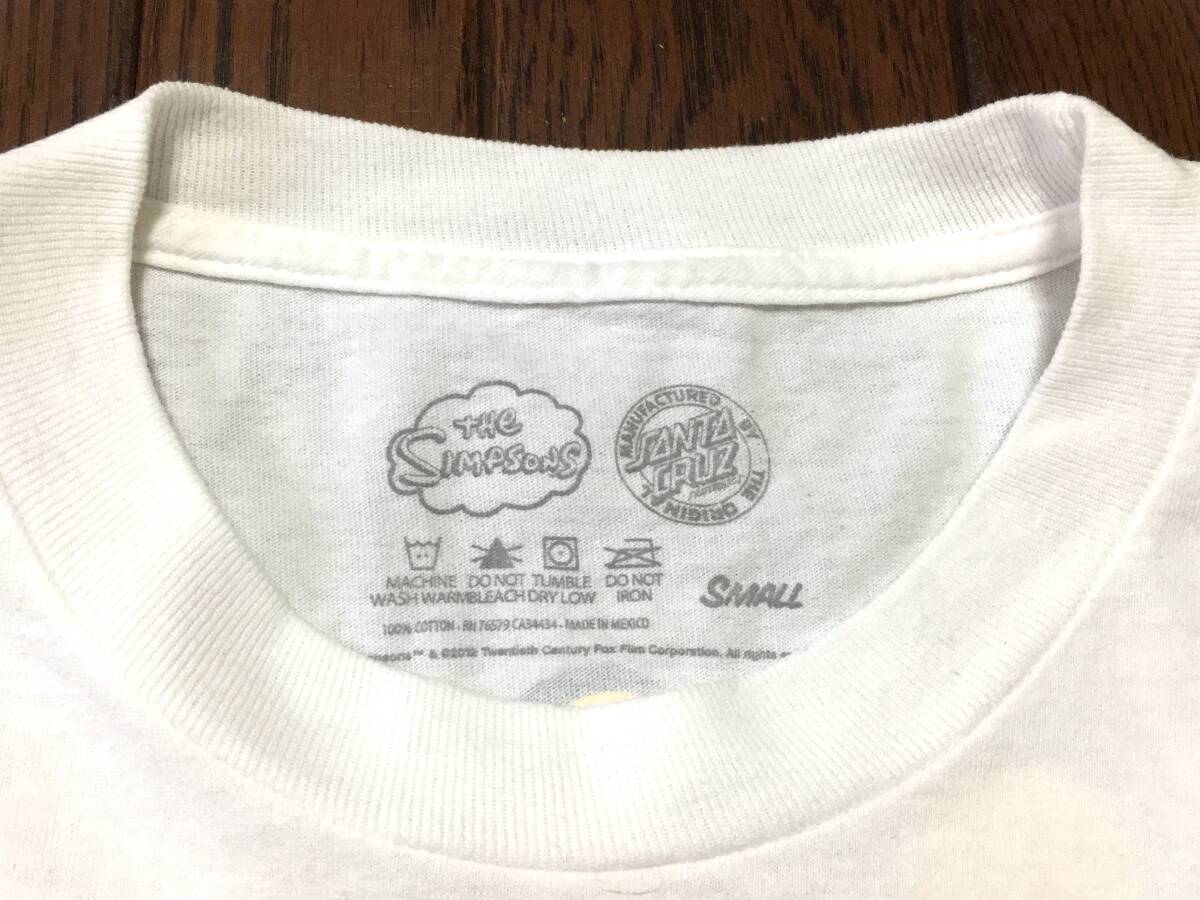 THE
SIMPSONS
MANUFACTURED BY THE ORIGINAL
SANTA
CRUZ
MACHINE WASH WARM
DO NOT BLEACH
TUMBLE DRY LOW
DO NOT IRON
SMALL
100% COTTON - RN 76579 CA34434 - MADE IN MEXICO
™ & ©2012 Twentieth Century Fox Film Corporation. All rights